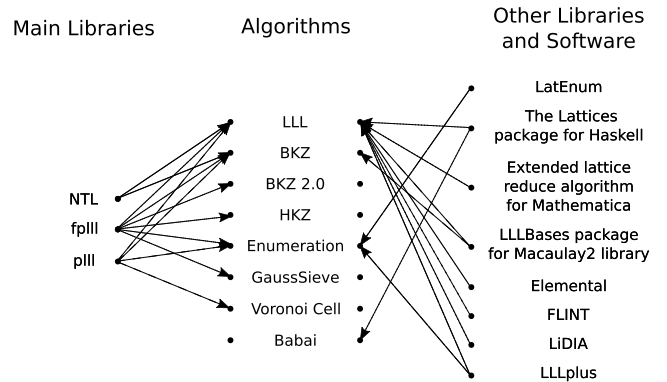 Main Libraries
Algorithms
Other Libraries
and Software
NTL
fplll
plll
LLL
BKZ
BKZ 2.0
HKZ
Enumeration
GaussSieve
Voronoi Cell
Babai
LatEnum
The Lattices
package for Haskell
Extended lattice
reduce algorithm
for Mathematica
LLLBases package
for Macaulay2 library
Elemental
FLINT
LiDIA
LLLplus